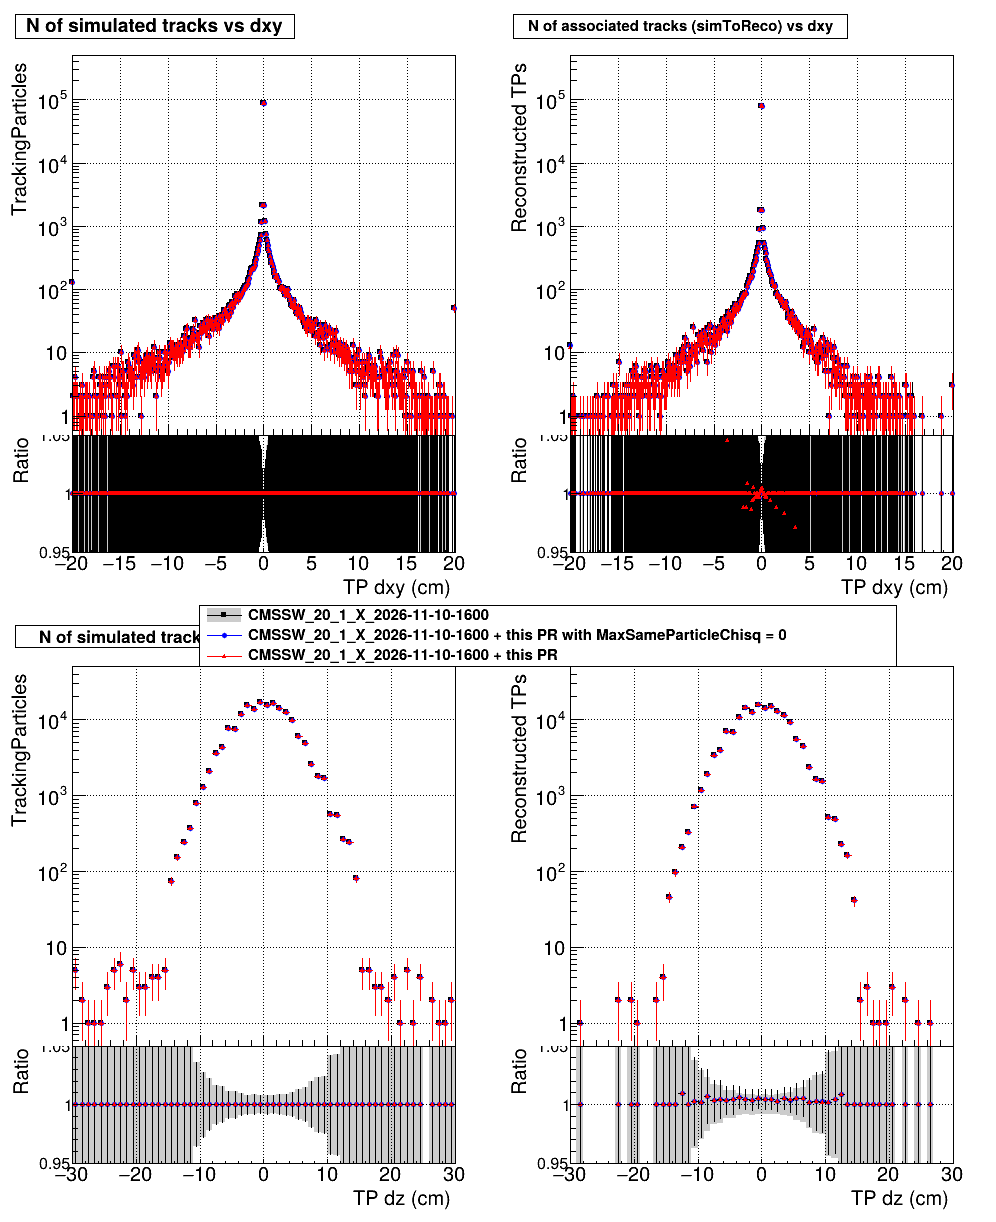 N of simulated tracks vs dxy
N of associated tracks (simToReco) vs dxy
TrackingParticles
10^5
10^4
10^3
10^2
10
1
Ratio
1.05
1
0.95
−20 −15 −10 −5 0 5 10 15 20
TP dxy (cm)
Reconstructed TPs
10^5
10^4
10^3
10^2
10
1
Ratio
1.05
1
0.95
−20 −15 −10 −5 0 5 10 15 20
TP dxy (cm)
CMSSW_20_1_X_2026-11-10-1600
CMSSW_20_1_X_2026-11-10-1600 + this PR with MaxSameParticleChisq = 0
CMSSW_20_1_X_2026-11-10-1600 + this PR
N of simulated track
TrackingParticles
10^4
10^3
10^2
10
1
Ratio
1.05
1
0.95
−30 −20 −10 0 10 20 30
TP dz (cm)
Reconstructed TPs
10^4
10^3
10^2
10
1
Ratio
1.05
1
0.95
−30 −20 −10 0 10 20 30
TP dz (cm)